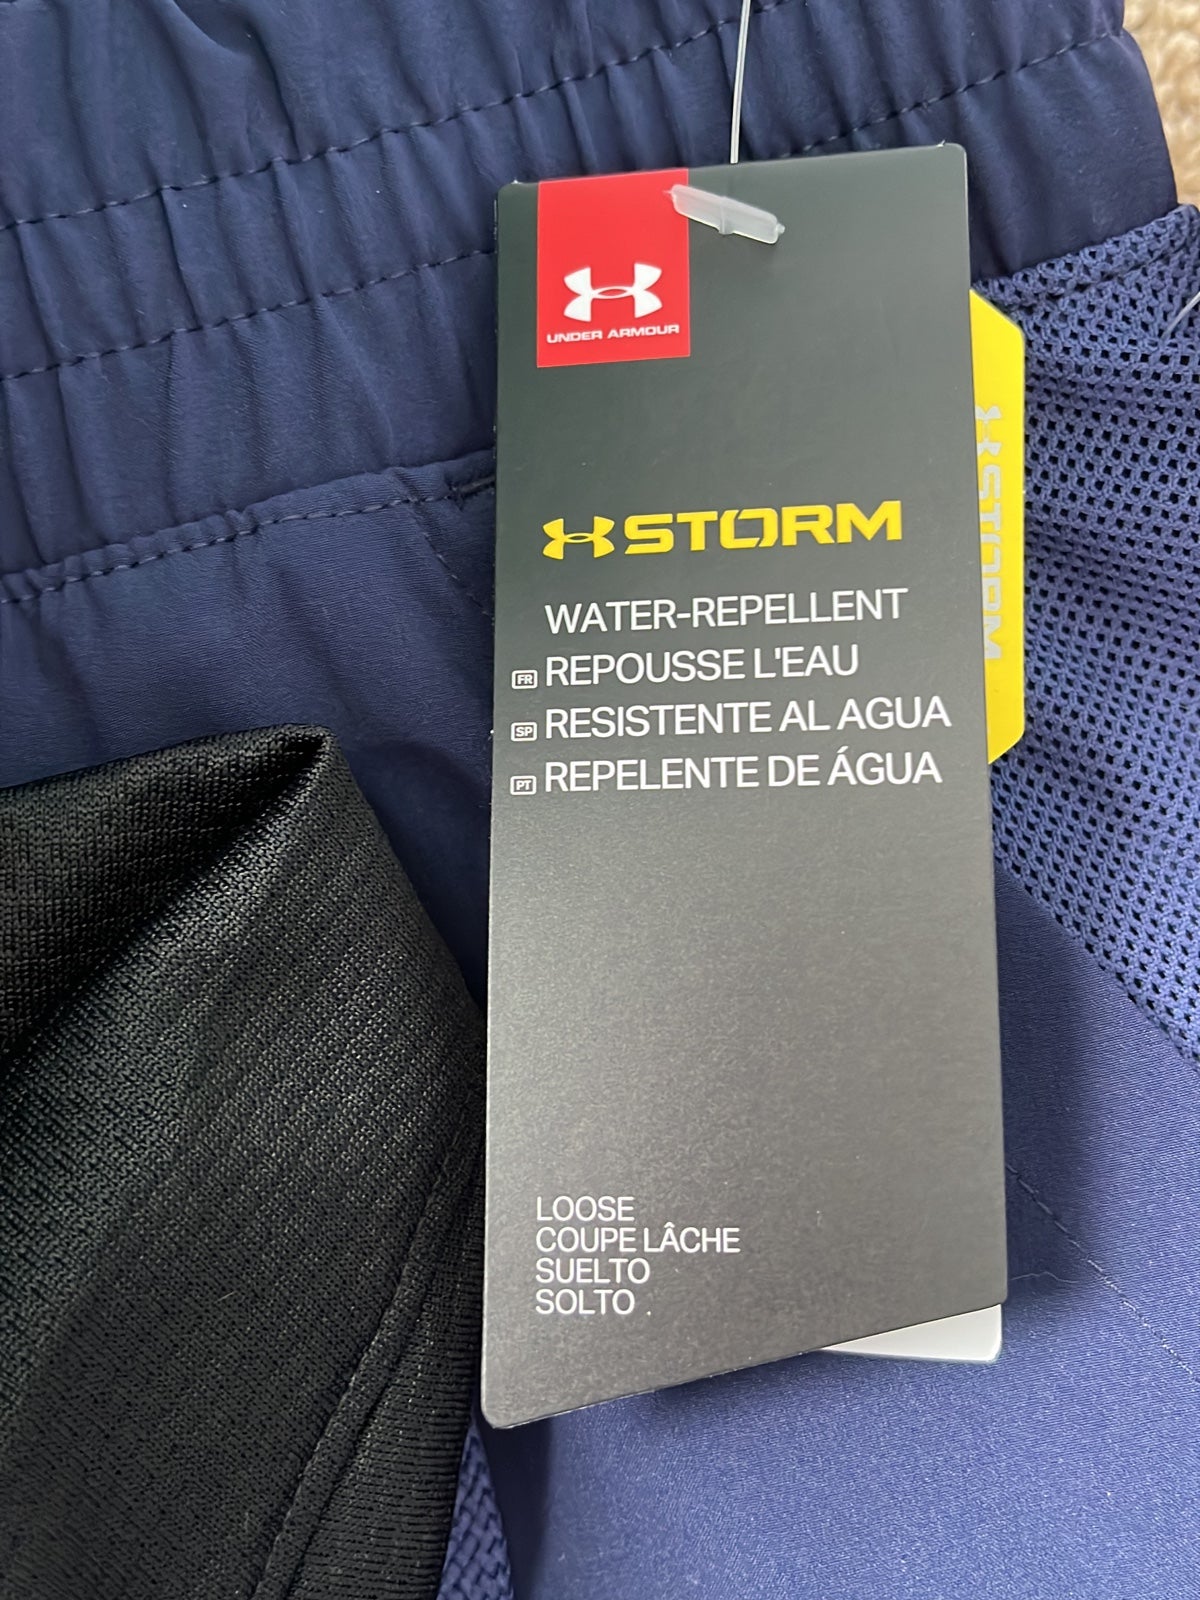 UNDER ARMOUR
STORM
WATER-REPELLENT
FR REPOUSSE L'EAU
SP RESISTENTE AL AGUA
PT REPELENTE DE ÁGUA
STORM
LOOSE
COUPE LÂCHE
SUELTO
SOLTO